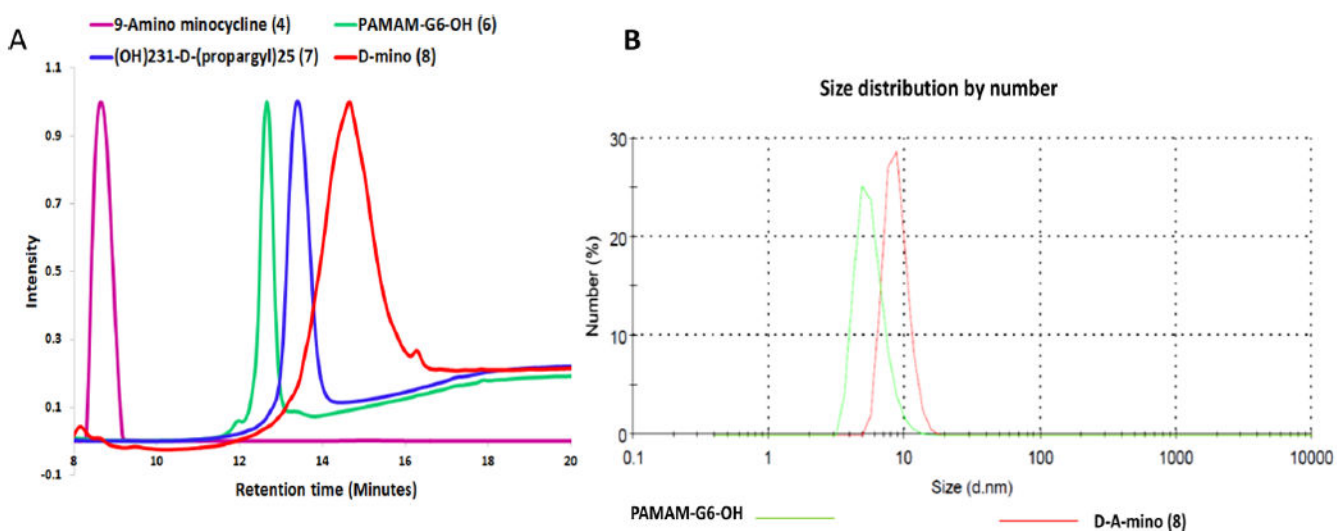 A
9-Amino minocycline (4)
PAMAM-G6-OH (6)
(OH)231-D-(propargyl)25 (7)
D-mino (8)
1.1
0.9
0.7
0.5
0.3
0.1
-0.1
Intensity
8
10
12
14
16
18
20
Retention time (Minutes)
B
Size distribution by number
30
20
10
0
Number (%)
0.1
1
10
100
1000
10000
Size (d.nm)
PAMAM-G6-OH
D-A-mino (8)